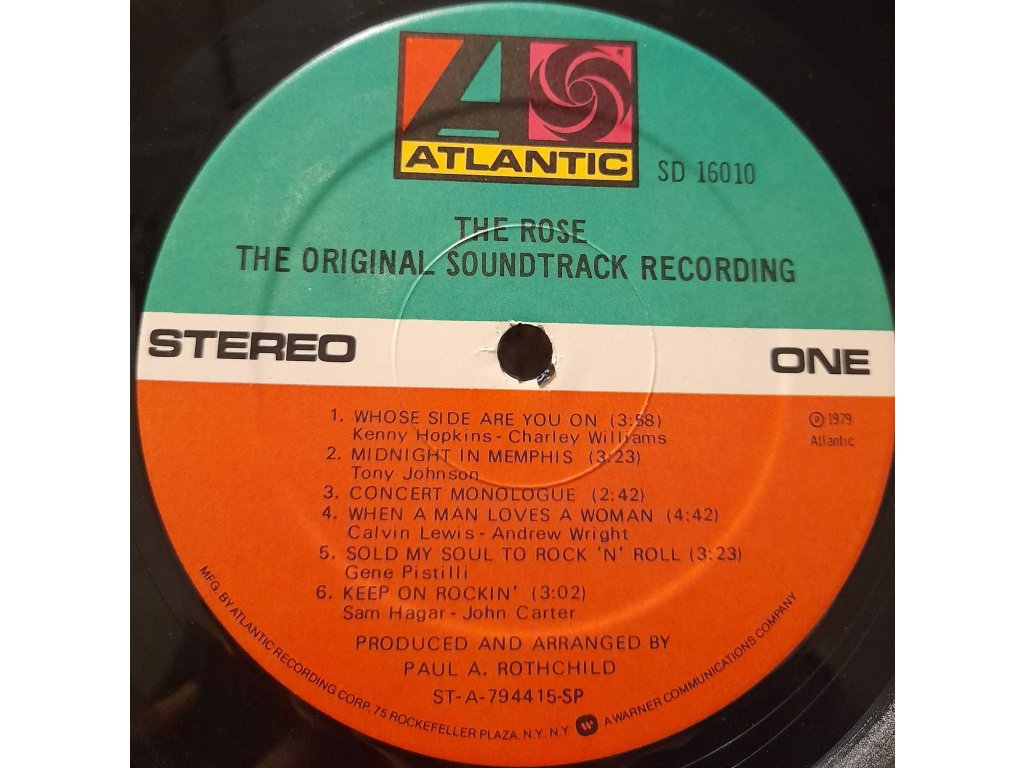 ATLANTIC
SD 16010
THE ROSE
THE ORIGINAL SOUNDTRACK RECORDING
STEREO
ONE
1. WHOSE SIDE ARE YOU ON (3:58)
Kenny Hopkins - Charley Williams
2. MIDNIGHT IN MEMPHIS (3:23)
Tony Johnson
3. CONCERT MONOLOGUE (2:42)
4. WHEN A MAN LOVES A WOMAN (4:42)
Calvin Lewis - Andrew Wright
5. SOLD MY SOUL TO ROCK 'N' ROLL (3:23)
Gene Pistilli
6. KEEP ON ROCKIN' (3:02)
Sam Hagar - John Carter
℗ 1979
Atlantic
PRODUCED AND ARRANGED BY
PAUL A. ROTHCHILD
ST-A-794415-SP
MFG. BY ATLANTIC RECORDING CORP. 75 ROCKEFELLER PLAZA, N.Y., N.Y. A WARNER COMMUNICATIONS COMPANY